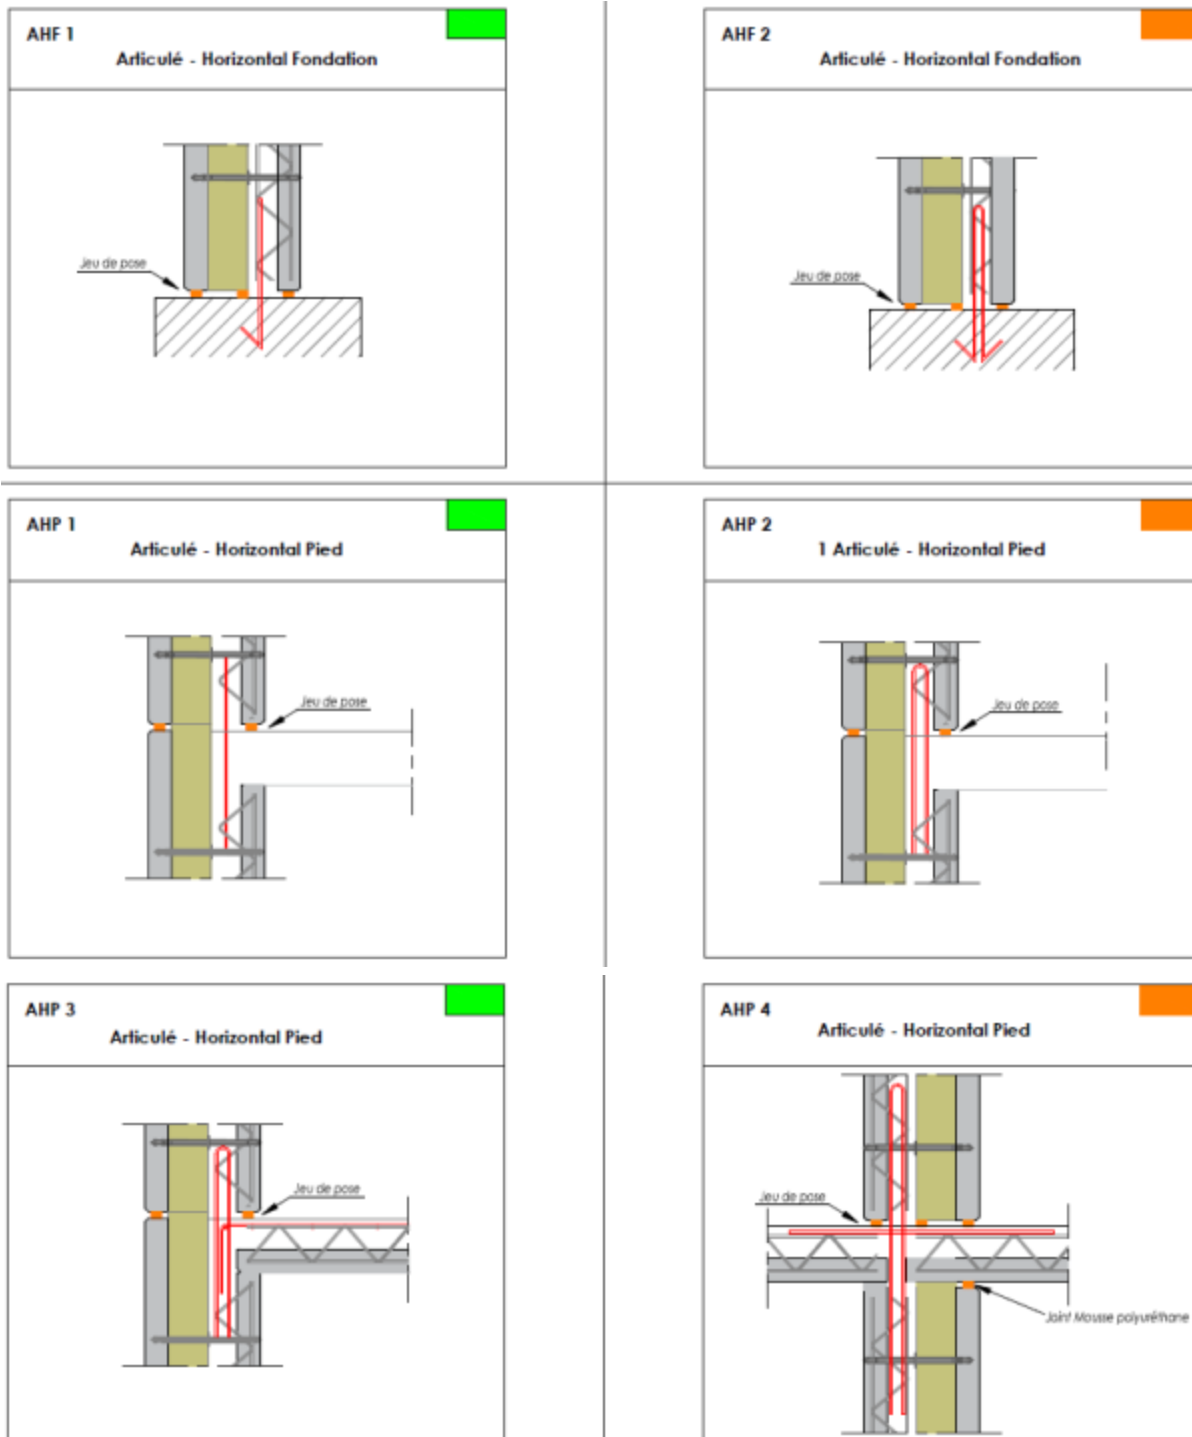 AHF 1
Articulé - Horizontal Fondation
Jeu de pose
AHF 2
Articulé - Horizontal Fondation
Jeu de pose
AHP 1
Articulé - Horizontal Pied
Jeu de pose
AHP 2
1 Articulé - Horizontal Pied
Jeu de pose
AHP 3
Articulé - Horizontal Pied
Jeu de pose
AHP 4
Articulé - Horizontal Pied
Jeu de pose
Joint Mousse polyuréthane